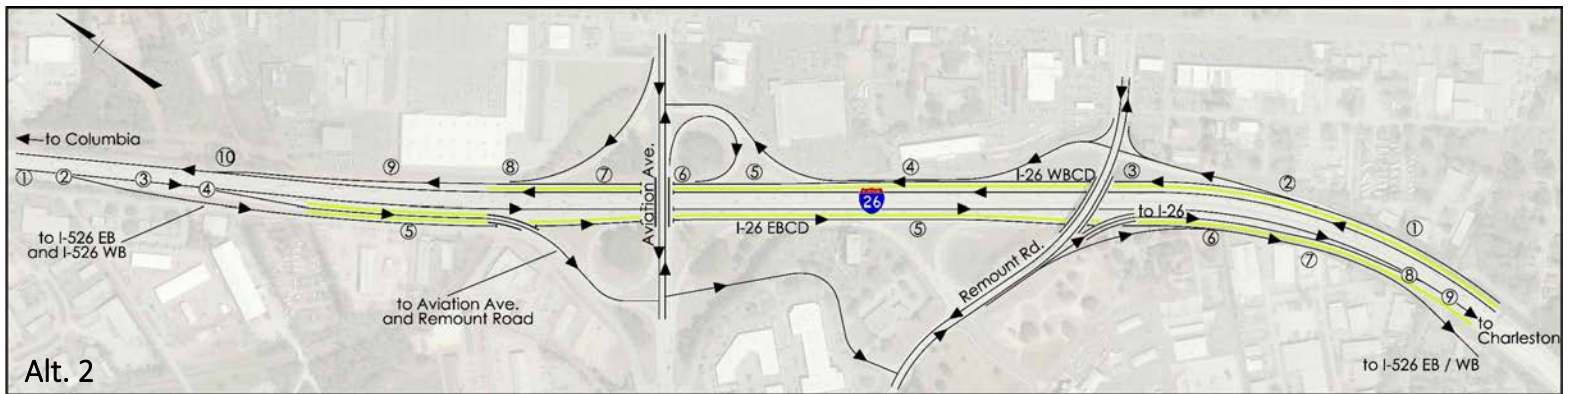 to Columbia
⑩
⑨
⑧
⑦
⑥
⑤
④
③
②
①
I-26 WBCD
Aviation Ave.
26
to I-26
①
②
③
④
⑤
I-26 EBCD
⑤
⑥
⑦
⑧
⑨
to I-526 EB
and I-526 WB
to Aviation Ave.
and Remount Road
Remount Rd.
to
Charleston
to I-526 EB / WB
Alt. 2